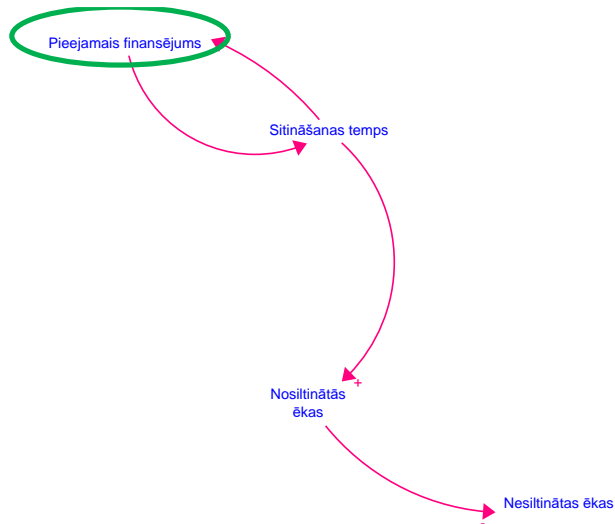 Pieejamais finansējums
Sitināšanas temps
+
Nosiltinātās
ēkas
Nesiltinātas ēkas